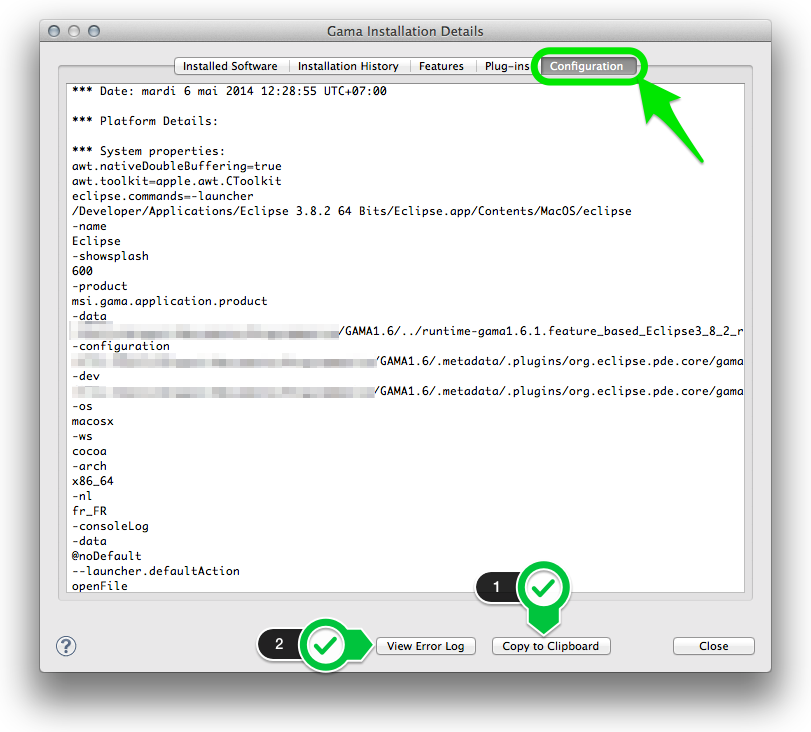 Gama Installation Details
Installed Software Installation History Features Plug-ins Configuration
*** Date: mardi 6 mai 2014 12:28:55 UTC+07:00
*** Platform Details:
*** System properties:
awt.nativeDoubleBuffering=true
awt.toolkit=apple.awt.CToolkit
eclipse.commands=-launcher
/Developer/Applications/Eclipse 3.8.2 64 Bits/Eclipse.app/Contents/MacOS/eclipse
-name
Eclipse
-showsplash
600
-product
msi.gama.application.product
-data
/GAMA1.6/../runtime-gama1.6.1.feature_based_Eclipse3_8_2_r
-configuration
/GAMA1.6/.metadata/.plugins/org.eclipse.pde.core/gama
-dev
/GAMA1.6/.metadata/.plugins/org.eclipse.pde.core/gama
-os
macosx
-ws
cocoa
-arch
x86_64
-nl
fr_FR
-consoleLog
-data
@noDefault
--launcher.defaultAction
openFile
1
2
? View Error Log Copy to Clipboard Close